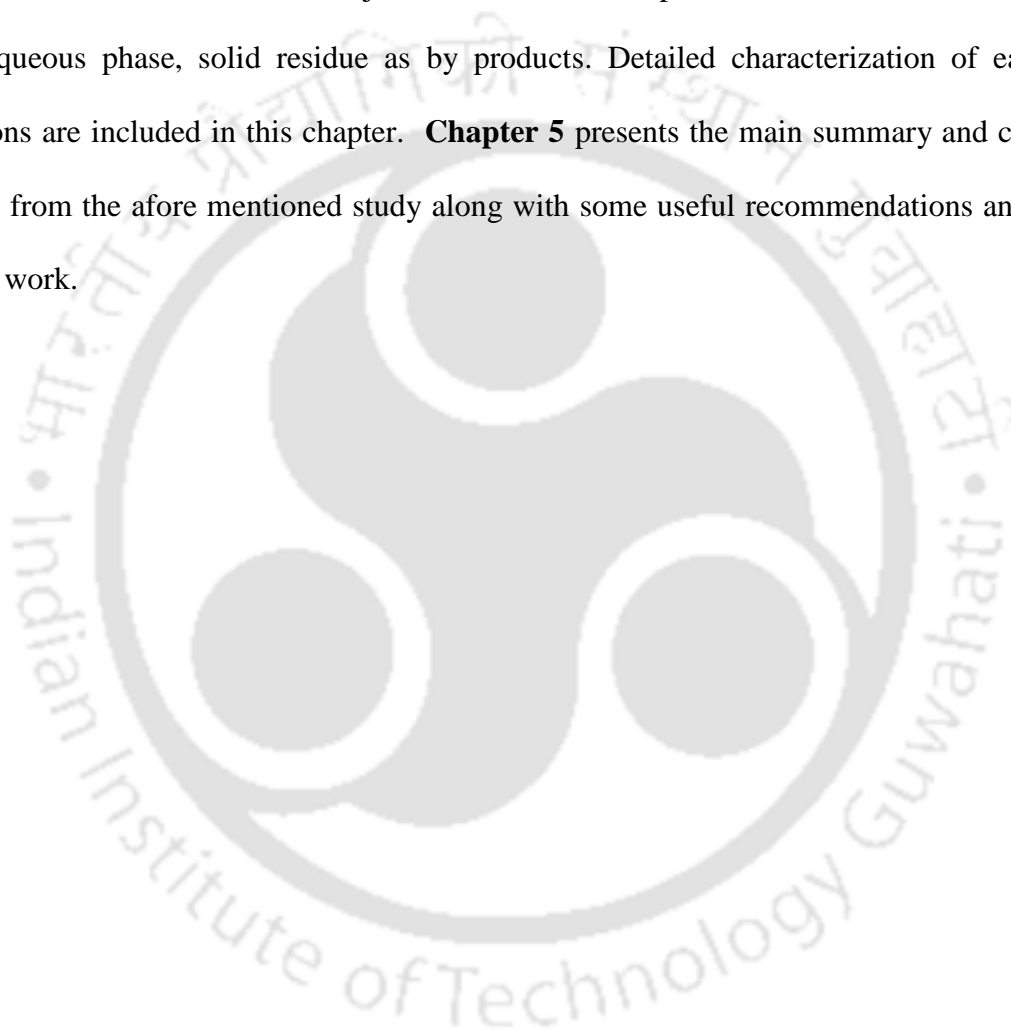 queous phase, solid residue as by products. Detailed characterization of ea
ons are included in this chapter. Chapter 5 presents the main summary and c
from the afore mentioned study along with some useful recommendations an
work.
भारतीय प्रौद्योगिकी संस्थान गुवाहाटी
• Indian Institute of Technology Guwahati •